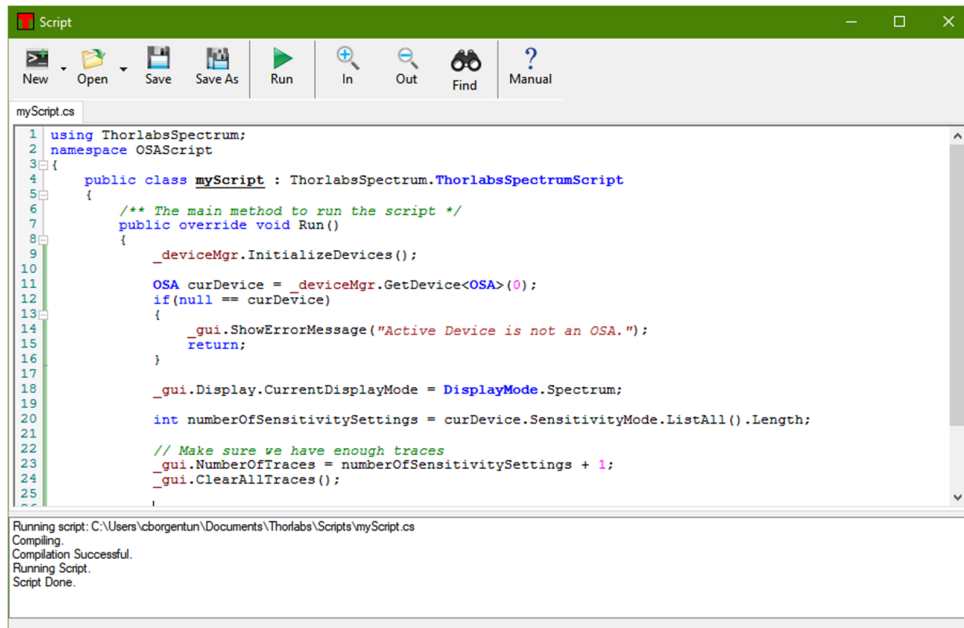 Script
New Open Save Save As Run In Out Find Manual
myScript.cs
1 using ThorlabsSpectrum;
2 namespace OSAScript
3 {
4 public class myScript : ThorlabsSpectrum.ThorlabsSpectrumScript
5 {
6 /** The main method to run the script */
7 public override void Run()
8 {
9 _deviceMgr.InitializeDevices();
10
11 OSA curDevice = _deviceMgr.GetDevice<OSA>(0);
12 if(null == curDevice)
13 {
14 _gui.ShowErrorMessage("Active Device is not an OSA.");
15 return;
16 }
17
18 _gui.Display.CurrentDisplayMode = DisplayMode.Spectrum;
19
20 int numberOfSensitivitySettings = curDevice.SensitivityMode.ListAll().Length;
21
22 // Make sure we have enough traces
23 _gui.NumberOfTraces = numberOfSensitivitySettings + 1;
24 _gui.ClearAllTraces();
25
Running script: C:\Users\cborgentun\Documents\Thorlabs\Scripts\myScript.cs
Compiling.
Compilation Successful.
Running Script.
Script Done.